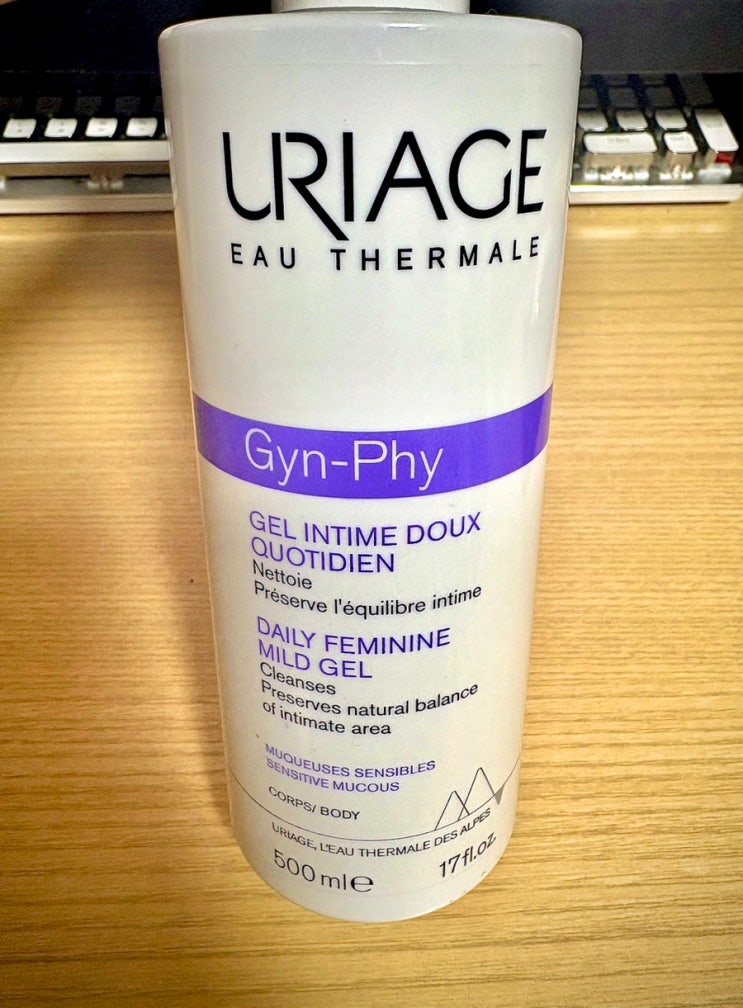 URIAGE
EAU THERMALE
Gyn-Phy
GEL INTIME DOUX
QUOTIDIEN
Nettoie
Préserve l'équilibre intime
DAILY FEMININE
MILD GEL
Cleanses
Preserves natural balance
of intimate area
MUQUEUSES SENSIBLES
SENSITIVE MUCOUS
CORPS/ BODY
URIAGE, L'EAU THERMALE DES ALPES
500 ml℮ 17fl.oz.